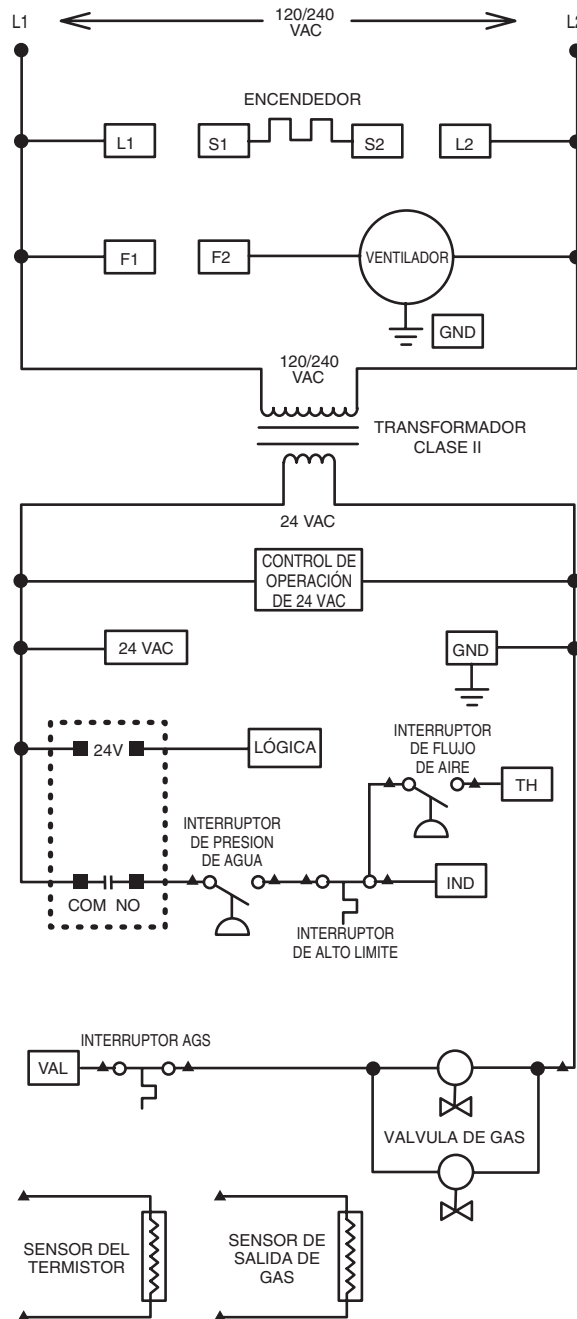 L1
120/240
VAC
L2
ENCENDEDOR
L1
S1
S2
L2
F1
F2
VENTILADOR
GND
120/240
VAC
TRANSFORMADOR
CLASE II
24 VAC
CONTROL DE
OPERACIÓN
DE 24 VAC
24 VAC
GND
24V
LÓGICA
INTERRUPTOR
DE FLUJO
DE AIRE
TH
INTERRUPTOR
DE PRESION
DE AGUA
COM NO
IND
INTERRUPTOR
DE ALTO LIMITE
INTERRUPTOR AGS
VAL
VALVULA DE GAS
SENSOR DEL
TERMISTOR
SENSOR DE
SALIDA DE
GAS